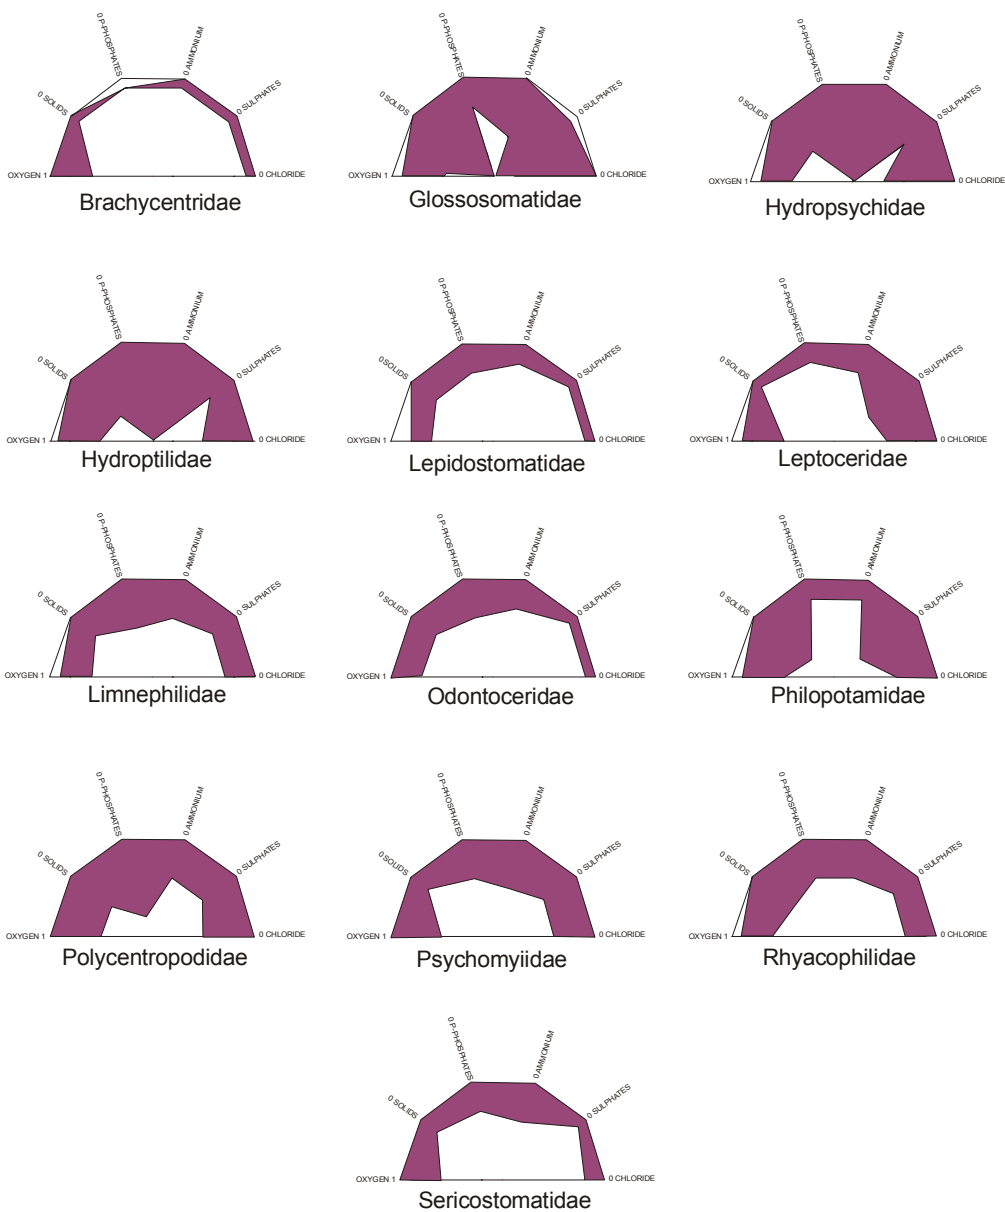 0 P-PHOSPHATES
0 AMMONIUM
0 SOLIDS
0 SULPHATES
OXYGEN 1
0 CHLORIDE
Brachycentridae
0 P-PHOSPHATES
0 AMMONIUM
0 SOLIDS
0 SULPHATES
OXYGEN 1
0 CHLORIDE
Glossosomatidae
0 P-PHOSPHATES
0 AMMONIUM
0 SOLIDS
0 SULPHATES
OXYGEN 1
0 CHLORIDE
Hydropsychidae
0 P-PHOSPHATES
0 AMMONIUM
0 SOLIDS
0 SULPHATES
OXYGEN 1
0 CHLORIDE
Hydroptilidae
0 P-PHOSPHATES
0 AMMONIUM
0 SOLIDS
0 SULPHATES
OXYGEN 1
0 CHLORIDE
Lepidostomatidae
0 P-PHOSPHATES
0 AMMONIUM
0 SOLIDS
0 SULPHATES
OXYGEN 1
0 CHLORIDE
Leptoceridae
0 P-PHOSPHATES
0 AMMONIUM
0 SOLIDS
0 SULPHATES
OXYGEN 1
0 CHLORIDE
Limnephilidae
0 P-PHOSPHATES
0 AMMONIUM
0 SOLIDS
0 SULPHATES
OXYGEN 1
0 CHLORIDE
Odontoceridae
0 P-PHOSPHATES
0 AMMONIUM
0 SOLIDS
0 SULPHATES
OXYGEN 1
0 CHLORIDE
Philopotamidae
0 P-PHOSPHATES
0 AMMONIUM
0 SOLIDS
0 SULPHATES
OXYGEN 1
0 CHLORIDE
Polycentropodidae
0 P-PHOSPHATES
0 AMMONIUM
0 SOLIDS
0 SULPHATES
OXYGEN 1
0 CHLORIDE
Psychomyiidae
0 P-PHOSPHATES
0 AMMONIUM
0 SOLIDS
0 SULPHATES
OXYGEN 1
0 CHLORIDE
Rhyacophilidae
0 P-PHOSPHATES
0 AMMONIUM
0 SOLIDS
0 SULPHATES
OXYGEN 1
0 CHLORIDE
Sericostomatidae